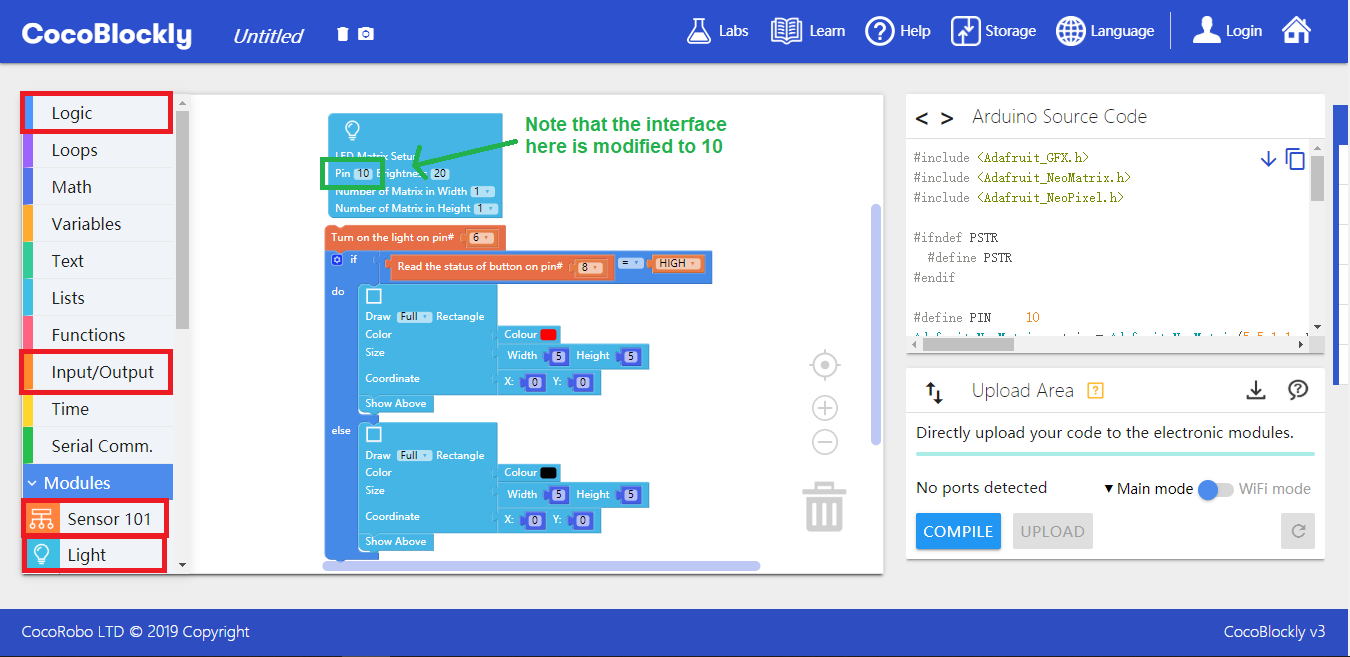 CocoBlockly
Untitled
Labs
Learn
Help
Storage
Language
Login
Logic
Loops
Math
Variables
Text
Lists
Functions
Input/Output
Time
Serial Comm.
Modules
Sensor 101
Light
Note that the interface
here is modified to 10
LED Matrix Setup
Pin 10 Brightness 20
Number of Matrix in Width 1
Number of Matrix in Height 1
Turn on the light on pin# 6
if Read the status of button on pin# 8 = HIGH
do
Draw Full Rectangle
Color Colour
Size Width 5 Height 5
Coordinate X: 0 Y: 0
Show Above
else
Draw Full Rectangle
Color Colour
Size Width 5 Height 5
Coordinate X: 0 Y: 0
Show Above
< > Arduino Source Code
#include <Adafruit_GFX.h>
#include <Adafruit_NeoMatrix.h>
#include <Adafruit_NeoPixel.h>
#ifndef PSTR
#define PSTR
#endif
#define PIN 10
Upload Area ?
Directly upload your code to the electronic modules.
No ports detected
Main mode
WiFi mode
COMPILE
UPLOAD
CocoRobo LTD © 2019 Copyright
CocoBlockly v3